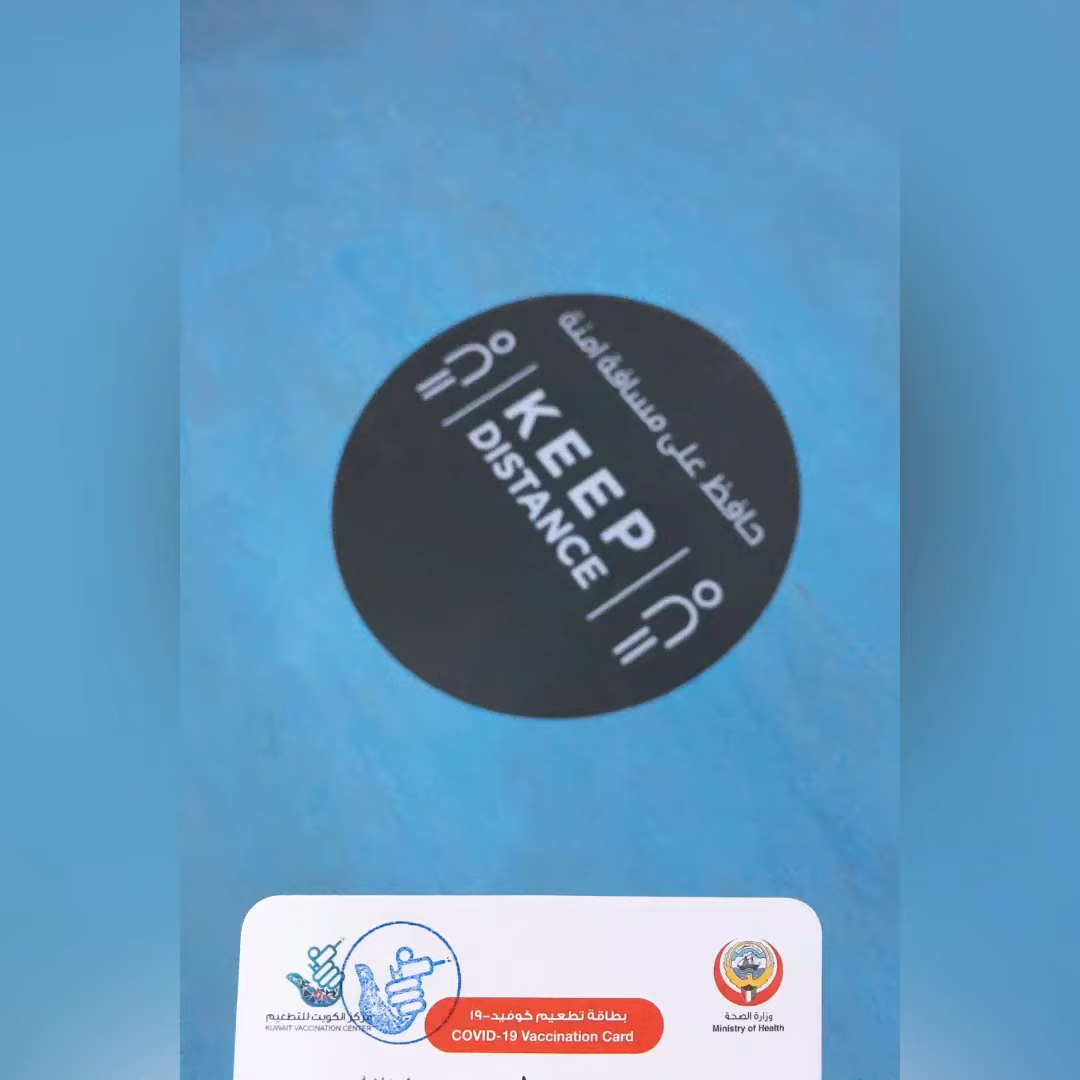 حافظ على مسافة امنة
KEEP
DISTANCE
مركز الكويت للتطعيم
KUWAIT VACCINATION CENTER
بطاقة تطعيم كوفيد-١٩
COVID-19 Vaccination Card
وزارة الصحة
Ministry of Health